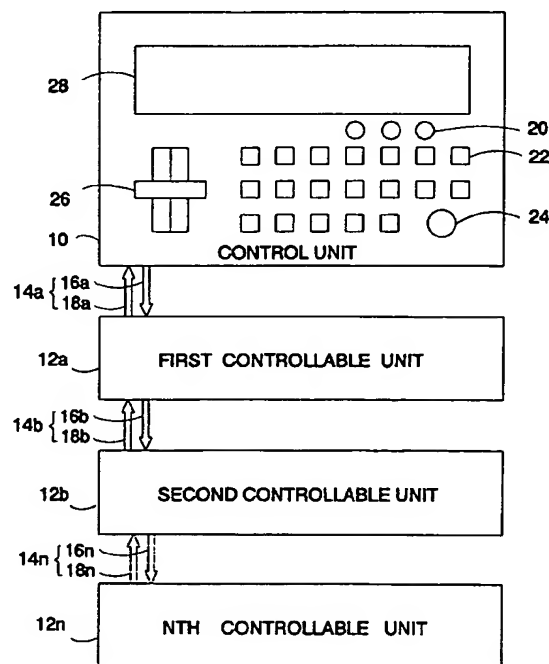 28
20
22
26
24
10
CONTROL UNIT
14a { 16a
18a
12a
FIRST CONTROLLABLE UNIT
14b { 16b
18b
12b
SECOND CONTROLLABLE UNIT
14n { 16n
18n
12n
NTH CONTROLLABLE UNIT